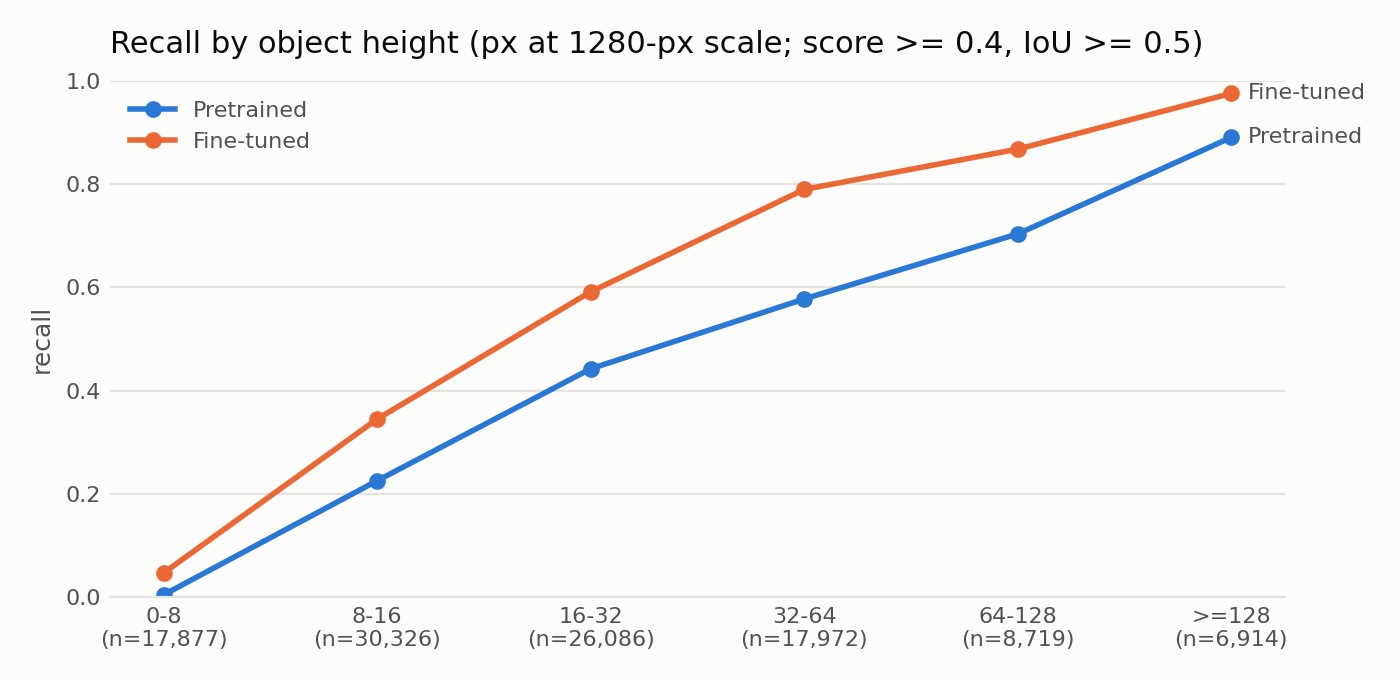 Recall by object height (px at 1280-px scale; score >= 0.4, IoU >= 0.5)
1.0
0.8
0.6
0.4
0.2
0.0
recall
Pretrained
Fine-tuned
Fine-tuned
Pretrained
0-8
(n=17,877)
8-16
(n=30,326)
16-32
(n=26,086)
32-64
(n=17,972)
64-128
(n=8,719)
>=128
(n=6,914)